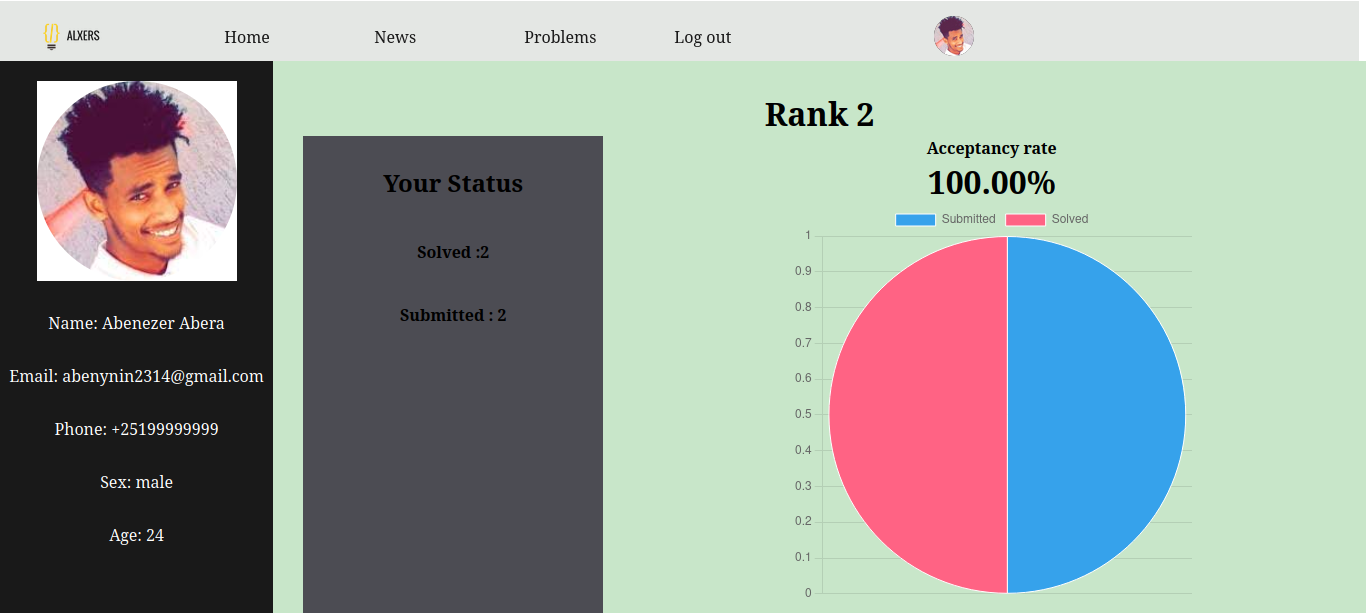 ALXERS
Home
News
Problems
Log out
Name: Abenezer Abera
Email: abenynin2314@gmail.com
Phone: +25199999999
Sex: male
Age: 24
Your Status
Solved :2
Submitted : 2
Rank 2
Acceptancy rate
100.00%
Submitted
Solved
1
0.9
0.8
0.7
0.6
0.5
0.4
0.3
0.2
0.1
0